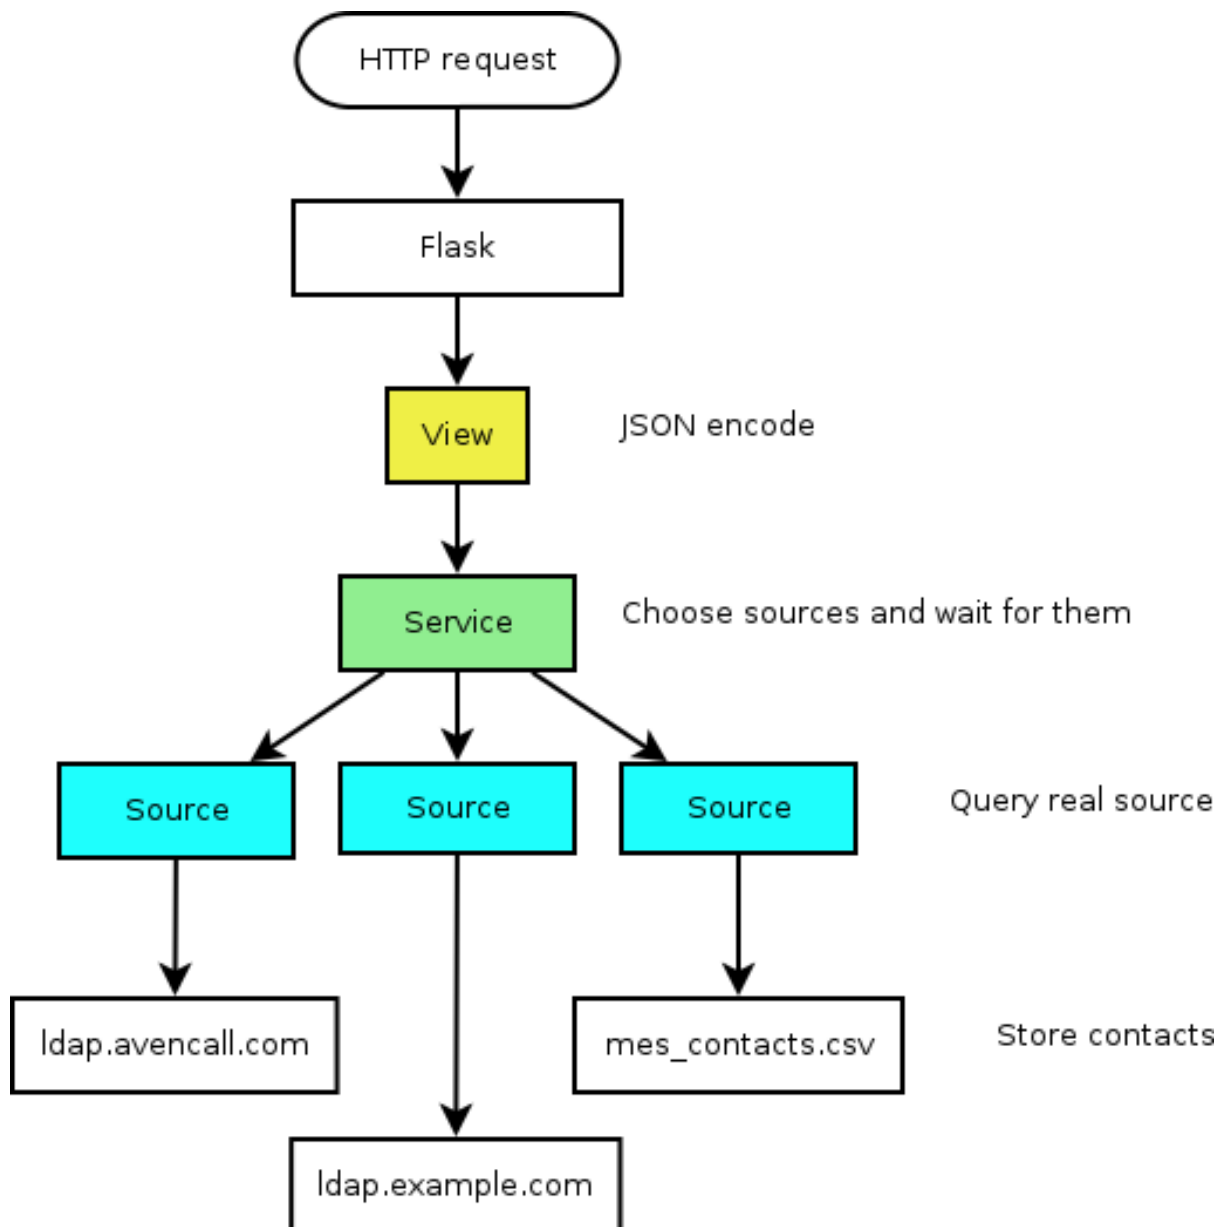 HTTP request
Flask
View
JSON encode
Service
Choose sources and wait for them
Source
Source
Source
Query real source
ldap.avencall.com
mes_contacts.csv
Store contacts
ldap.example.com